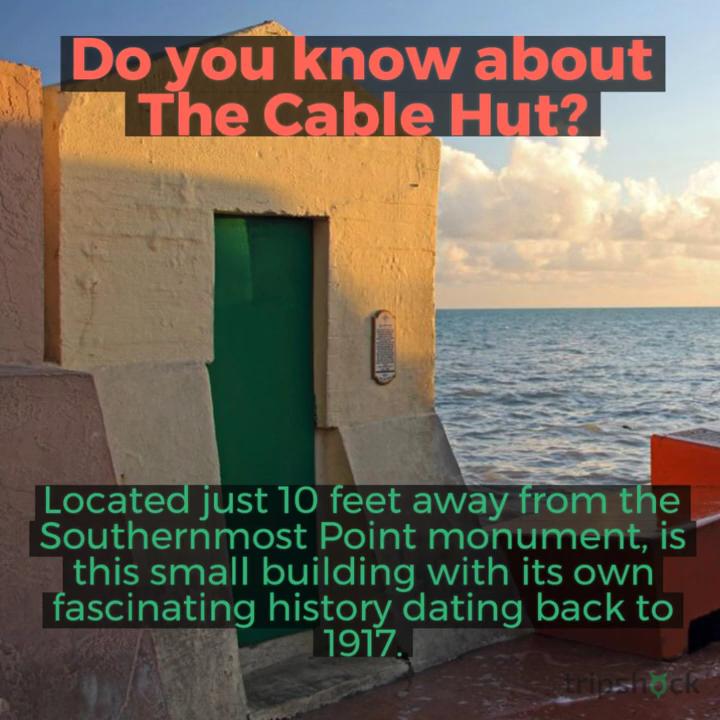 Do you know about
The Cable Hut?
Located just 10 feet away from the
Southernmost Point monument, is
this small building with its own
fascinating history dating back to
1917.
tripshock